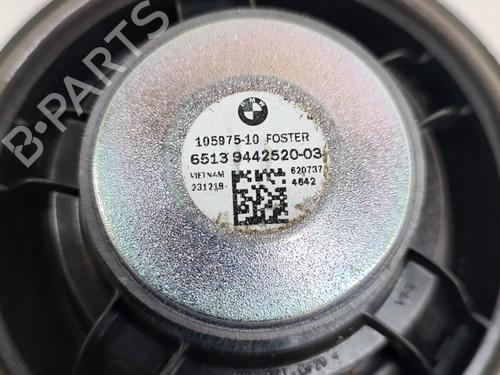 B-PARTS
BMW
105975-10 FOSTER
6513 9442520-03
VIETNAM 620737
231218- 4642